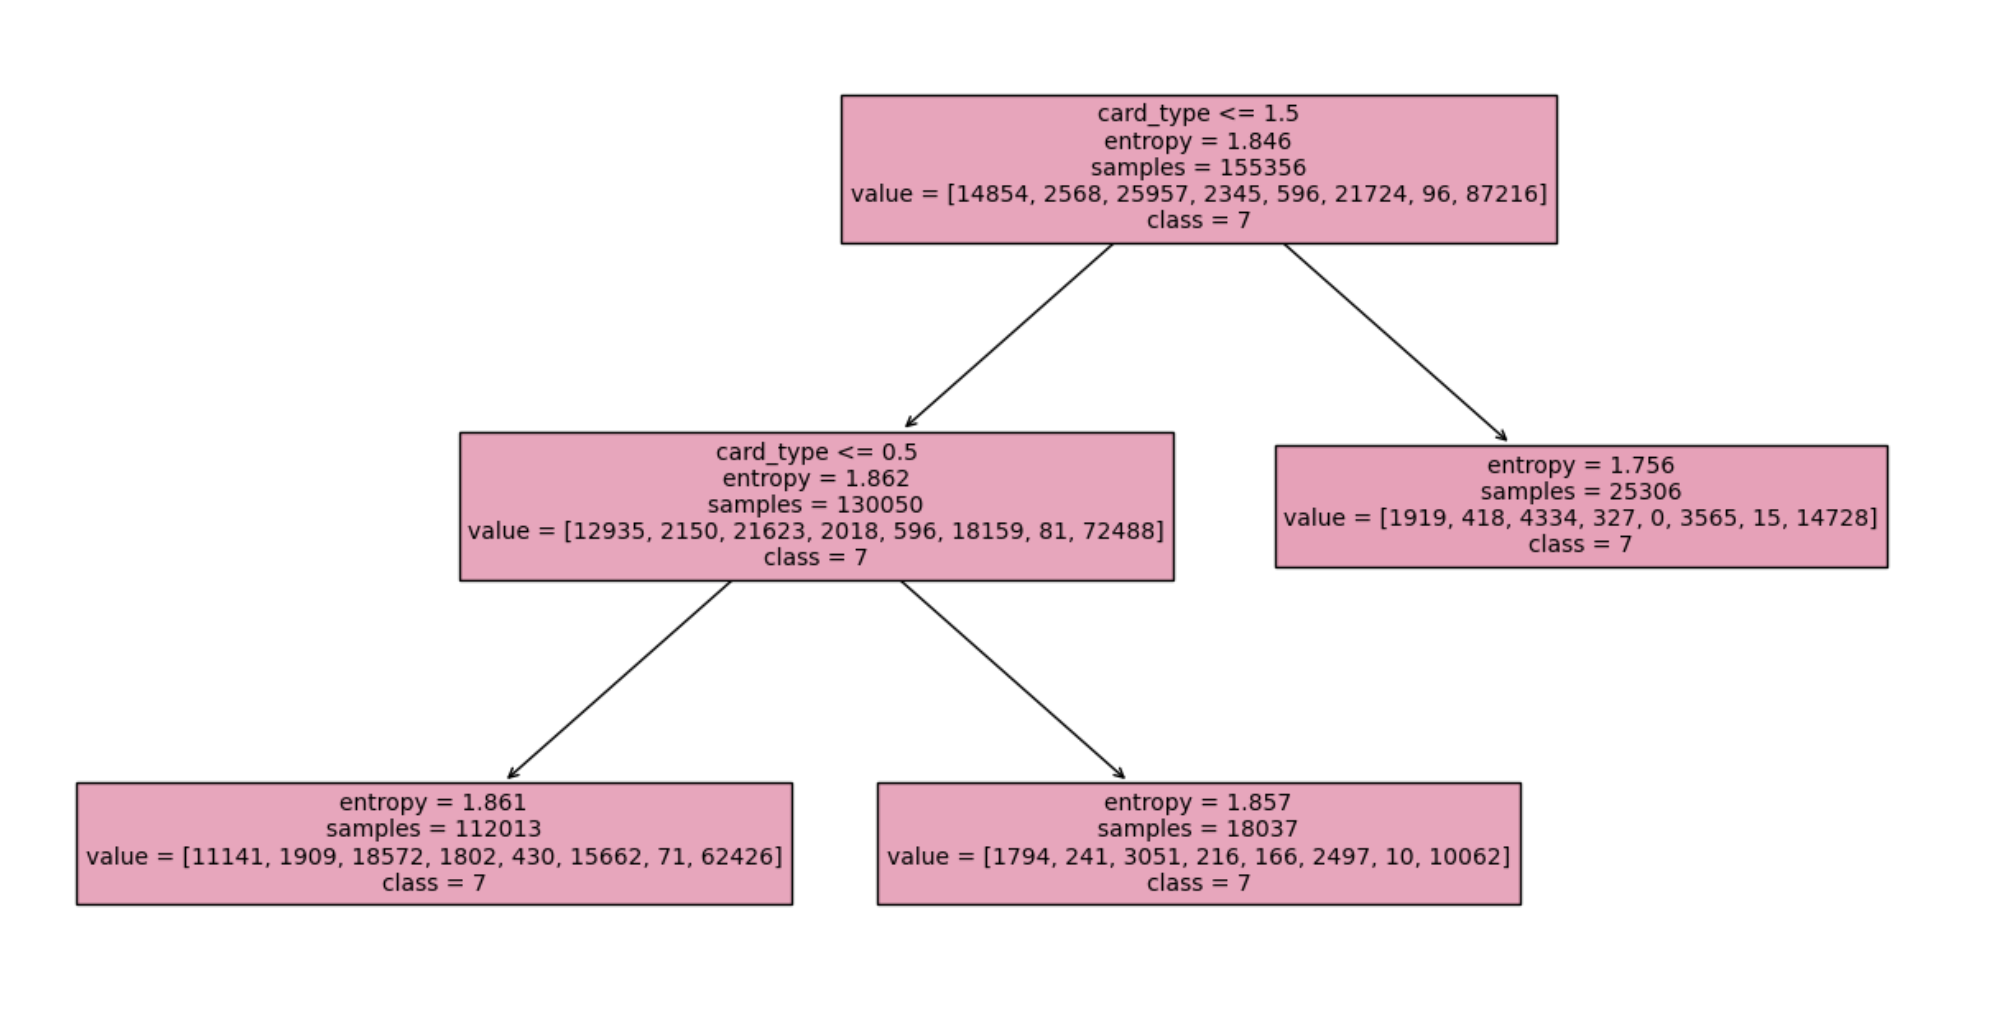 card_type <= 1.5
entropy = 1.846
samples = 155356
value = [14854, 2568, 25957, 2345, 596, 21724, 96, 87216]
class = 7
card_type <= 0.5
entropy = 1.862
samples = 130050
value = [12935, 2150, 21623, 2018, 596, 18159, 81, 72488]
class = 7
entropy = 1.756
samples = 25306
value = [1919, 418, 4334, 327, 0, 3565, 15, 14728]
class = 7
entropy = 1.861
samples = 112013
value = [11141, 1909, 18572, 1802, 430, 15662, 71, 62426]
class = 7
entropy = 1.857
samples = 18037
value = [1794, 241, 3051, 216, 166, 2497, 10, 10062]
class = 7